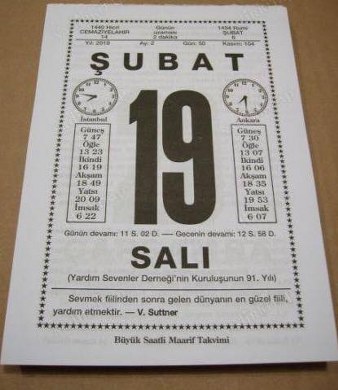 1440 Hicrî
CEMAZİYELAHİR
14
Günün
uzaması
2 dakika
1434 Rumî
ŞUBAT
6
Yıl: 2019 Ay: 2 Gün: 50 Kasım: 104
ŞUBAT
19
İstanbul
Güneş
7 47
Öğle
13 23
İkindi
16 19
Akşam
18 49
Yatsı
20 09
İmsak
6 22
Ankara
Güneş
7 30
Öğle
13 07
İkindi
16 06
Akşam
18 35
Yatsı
19 53
İmsak
6 07
Günün devamı: 11 S. 02 D. — Gecenin devamı: 12 S. 58 D.
SALI
(Yardım Sevenler Derneği'nin Kuruluşunun 91. Yılı)
Sevmek fiilinden sonra gelen dünyanın en güzel fiili,
yardım etmektir. — V. Suttner
Büyük Saatli Maarif Takvimi